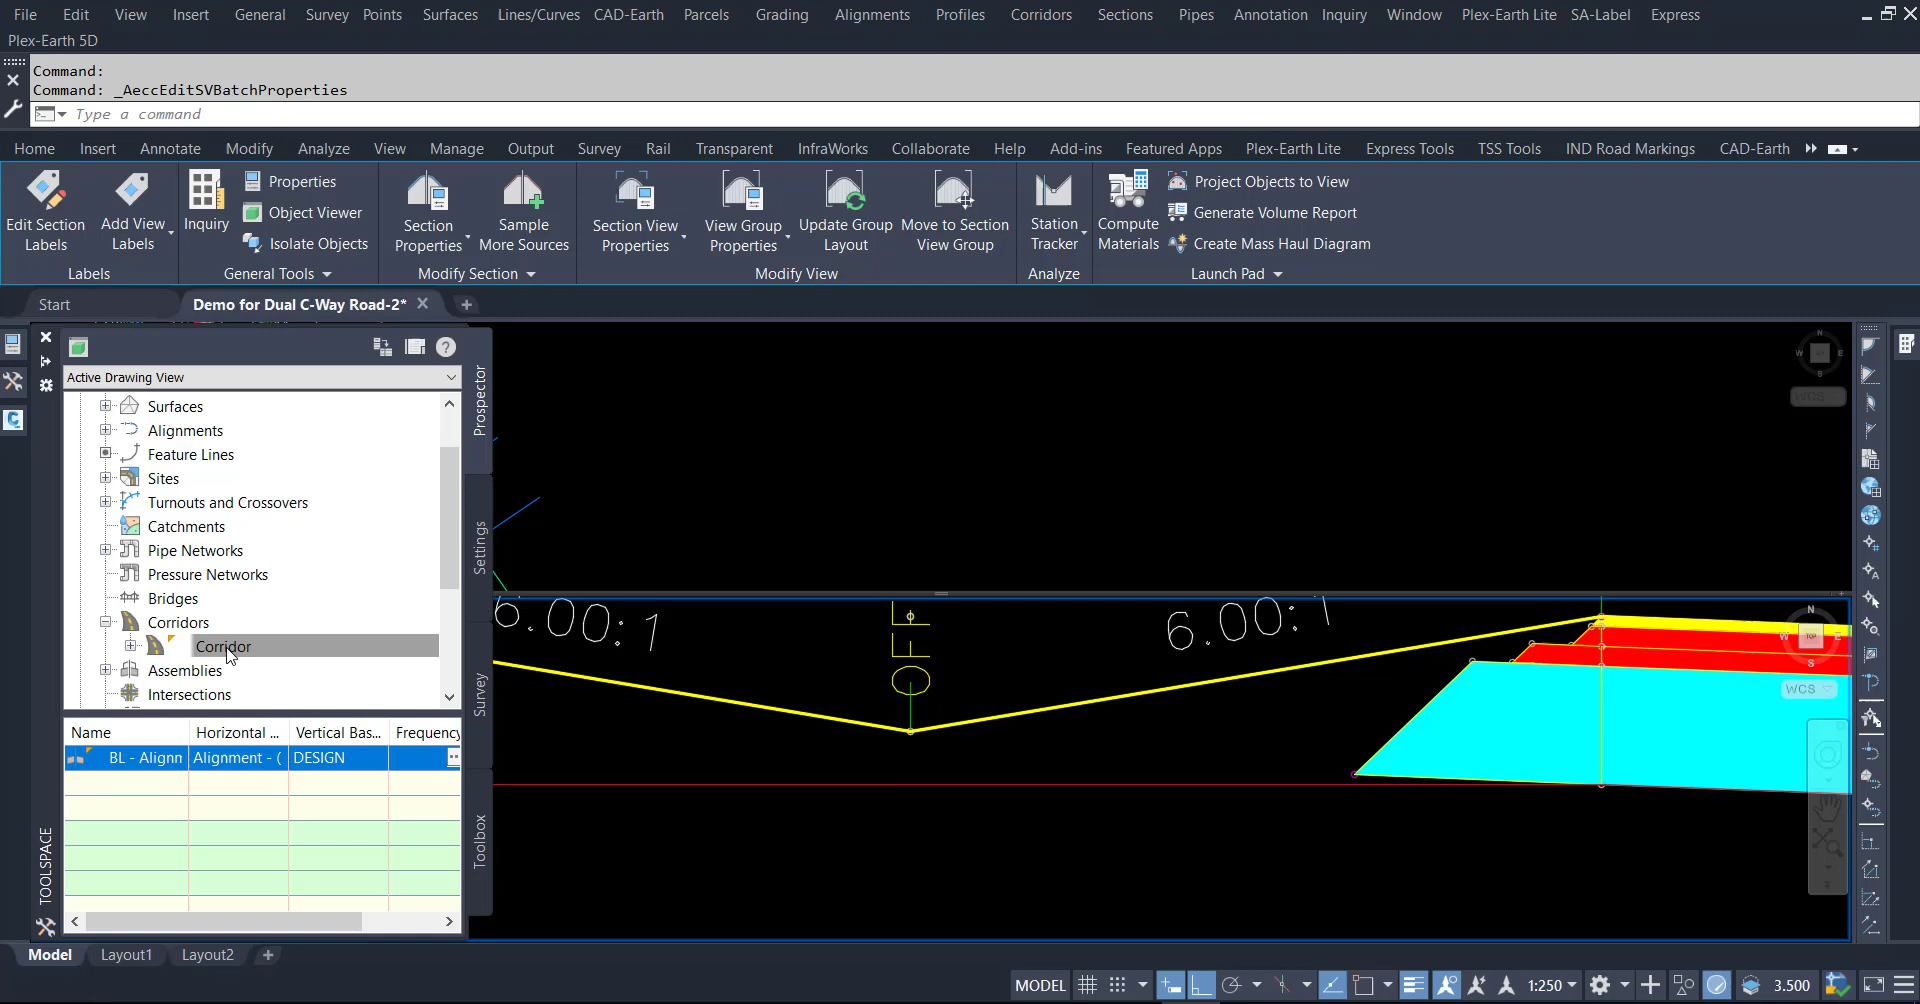 File Edit View Insert General Survey Points Surfaces Lines/Curves CAD-Earth Parcels Grading Alignments Profiles Corridors Sections Pipes Annotation Inquiry Window Plex-Earth Lite SA-Label Express
Plex-Earth 5D
Command:
Command: _AeccEditSVBatchProperties
Type a command
Home Insert Annotate Modify Analyze View Manage Output Survey Rail Transparent InfraWorks Collaborate Help Add-ins Featured Apps Plex-Earth Lite Express Tools TSS Tools IND Road Markings CAD-Earth
Edit Section Labels
Add View Labels
Inquiry
Properties
Object Viewer
Isolate Objects
Section Properties
Sample More Sources
Section View Properties
View Group Properties
Update Group Layout
Move to Section View Group
Station Tracker
Compute Materials
Project Objects to View
Generate Volume Report
Create Mass Haul Diagram
Labels General Tools Modify Section Modify View Analyze Launch Pad
Start Demo for Dual C-Way Road-2*
Active Drawing View
Surfaces
Alignments
Feature Lines
Sites
Turnouts and Crossovers
Catchments
Pipe Networks
Pressure Networks
Bridges
Corridors
Corridor
Assemblies
Intersections
Prospector
Settings
Survey
Toolbox
TOOLSPACE
Name Horizontal ... Vertical Bas... Frequency
BL - Alignn Alignment - ( DESIGN
6.00:1
6.00:1
N
W E
S
WCS
N
W TOP E
S
WCS
Model Layout1 Layout2
MODEL 1:250 3.500